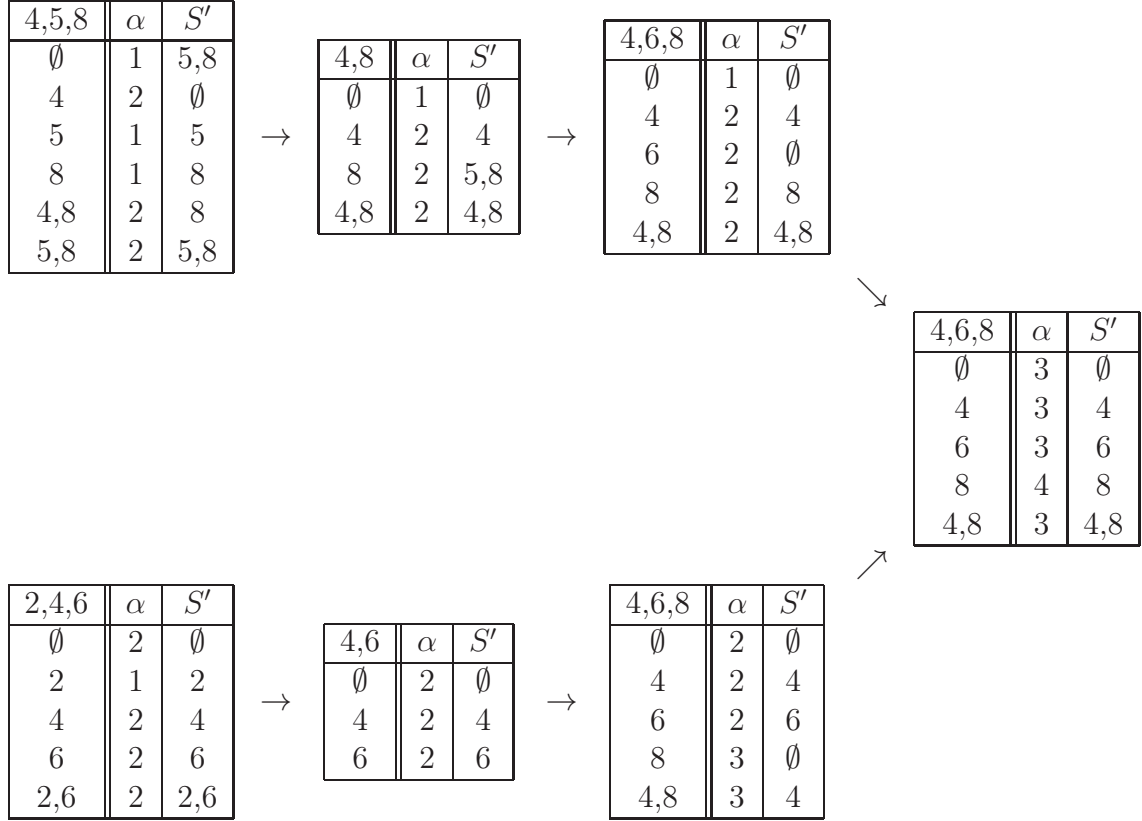 4,5,8 α S′
∅ 1 5,8
4 2 ∅
5 1 5
8 1 8
4,8 2 8
5,8 2 5,8
→
4,8 α S′
∅ 1 ∅
4 2 4
8 2 5,8
4,8 2 4,8
→
4,6,8 α S′
∅ 1 ∅
4 2 4
6 2 ∅
8 2 8
4,8 2 4,8
↘
4,6,8 α S′
∅ 3 ∅
4 3 4
6 3 6
8 4 8
4,8 3 4,8
↗
2,4,6 α S′
∅ 2 ∅
2 1 2
4 2 4
6 2 6
2,6 2 2,6
→
4,6 α S′
∅ 2 ∅
4 2 4
6 2 6
→
4,6,8 α S′
∅ 2 ∅
4 2 4
6 2 6
8 3 ∅
4,8 3 4